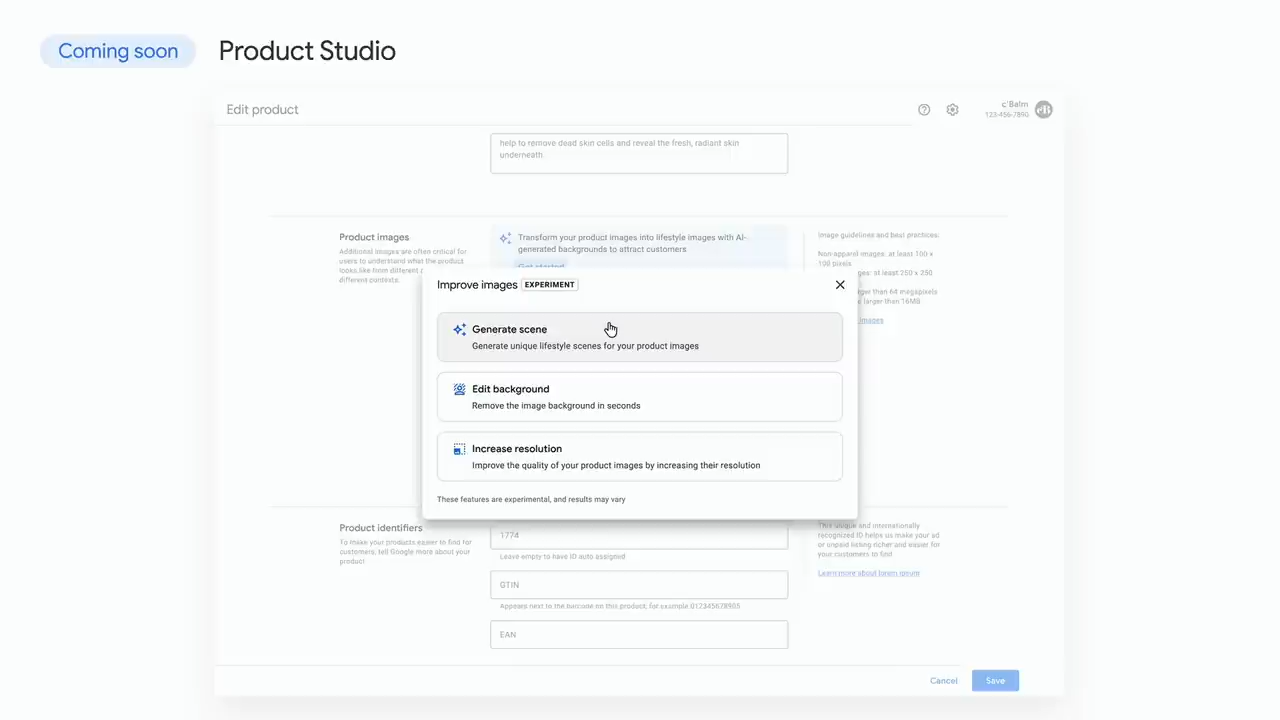 Coming soon
Product Studio
Edit product
c'Balm
123-456-7890
help to remove dead skin cells and reveal the fresh, radiant skin
underneath
Product images
Additional images are often critical for
users to understand what the product
looks like from different
different contexts.
Transform your product images into lifestyle images with AI-
generated backgrounds to attract customers
Get started
Image guidelines and best practices:
Non-apparel images: at least 100 x
100 pixels
ges: at least 250 x 250
rger than 64 megapixels
larger than 16MB
images
Improve images EXPERIMENT
Generate scene
Generate unique lifestyle scenes for your product images
Edit background
Remove the image background in seconds
Increase resolution
Improve the quality of your product images by increasing their resolution
These features are experimental, and results may vary
Product identifiers
To make your products easier to find for
customers, tell Google more about your
product
1774
Leave empty to have ID auto assigned
GTIN
Appears next to the barcode on this product, for example 012345678905
EAN
This unique and internationally
recognized ID helps us make your ad
or unpaid listing richer and easier for
your customers to find
Learn more about lorem ipsum
Cancel
Save